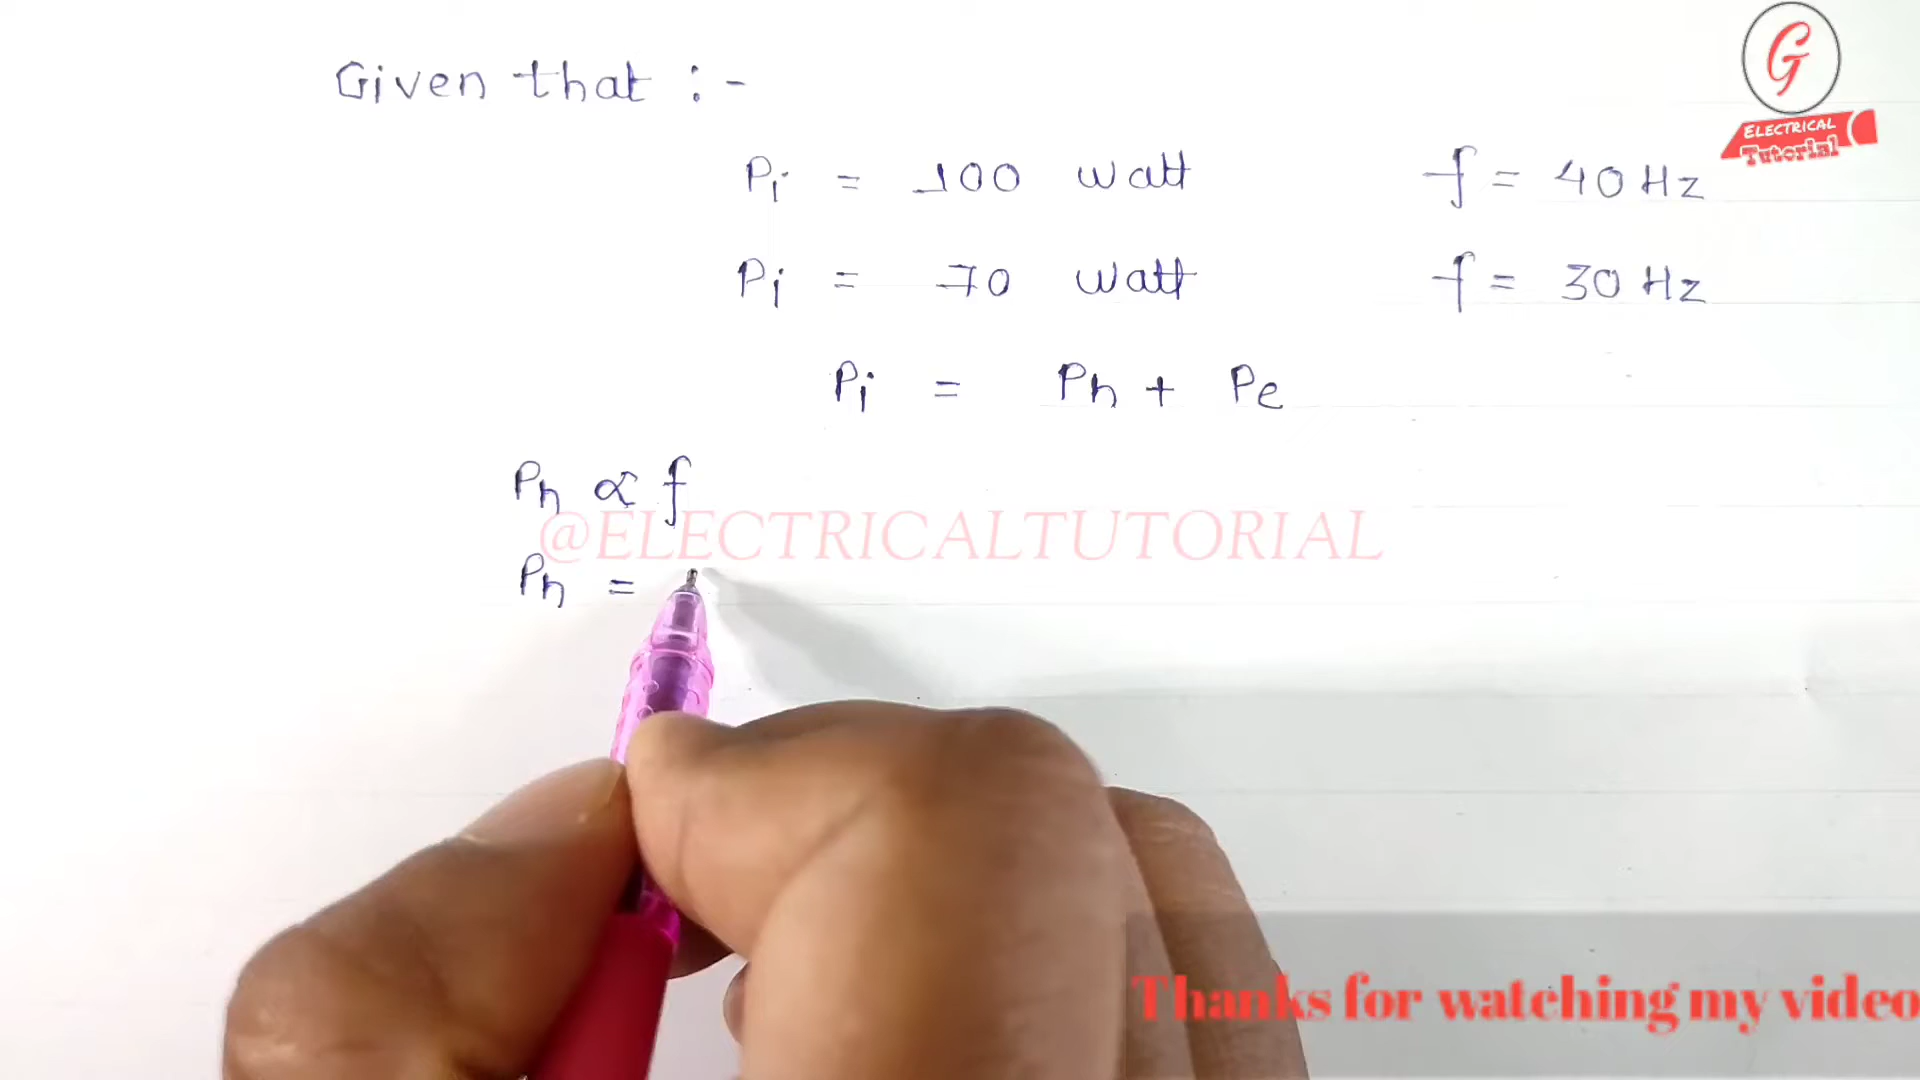 Given that :-
Pi = 100 watt f = 40 Hz
Pi = 70 watt f = 30 Hz
Pi = Ph + Pe
Ph ∝ f
Ph =
@ELECTRICALTUTORIAL
G
ELECTRICAL
Tutorial
Thanks for watching my video